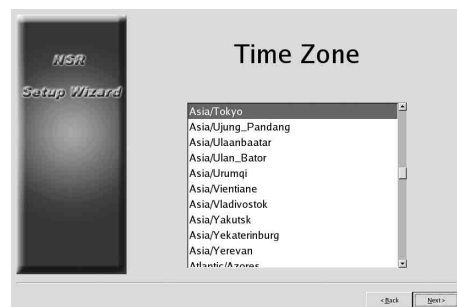 NSR
Setup Wizard
Time Zone
Asia/Tokyo
Asia/Ujung_Pandang
Asia/Ulaanbaatar
Asia/Ulan_Bator
Asia/Urumqi
Asia/Vientiane
Asia/Vladivostok
Asia/Yakutsk
Asia/Yekaterinburg
Asia/Yerevan
Atlantic/Azores
< Back
Next >